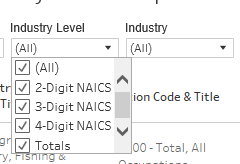 Industry Level Industry
(All) (All)
(All)
2-Digit NAICS
3-Digit NAICS
4-Digit NAICS
Totals
ion Code & Title
00 - Total, All
y, Fishing &